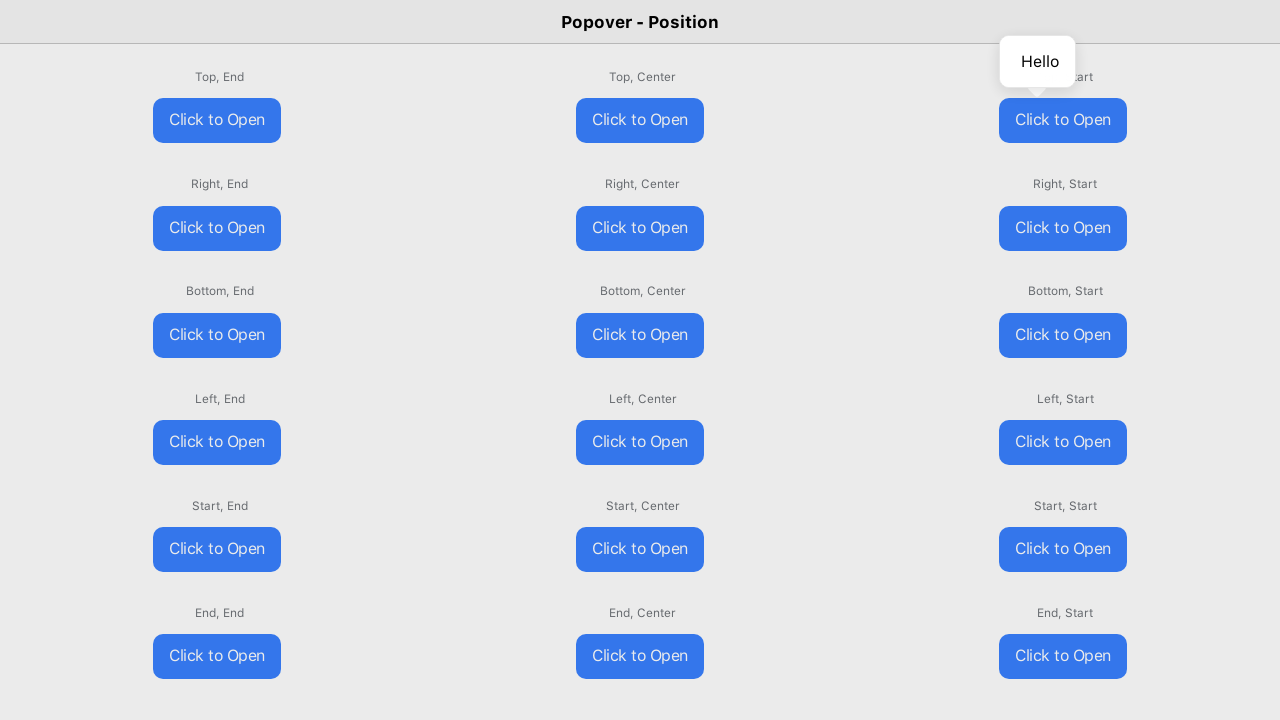 Popover - Position
Hello
Top, End
Top, Center
Click to Open
Click to Open
Click to Open
Right, End
Right, Center
Right, Start
Click to Open
Click to Open
Click to Open
Bottom, End
Bottom, Center
Bottom, Start
Click to Open
Click to Open
Click to Open
Left, End
Left, Center
Left, Start
Click to Open
Click to Open
Click to Open
Start, End
Start, Center
Start, Start
Click to Open
Click to Open
Click to Open
End, End
End, Center
End, Start
Click to Open
Click to Open
Click to Open